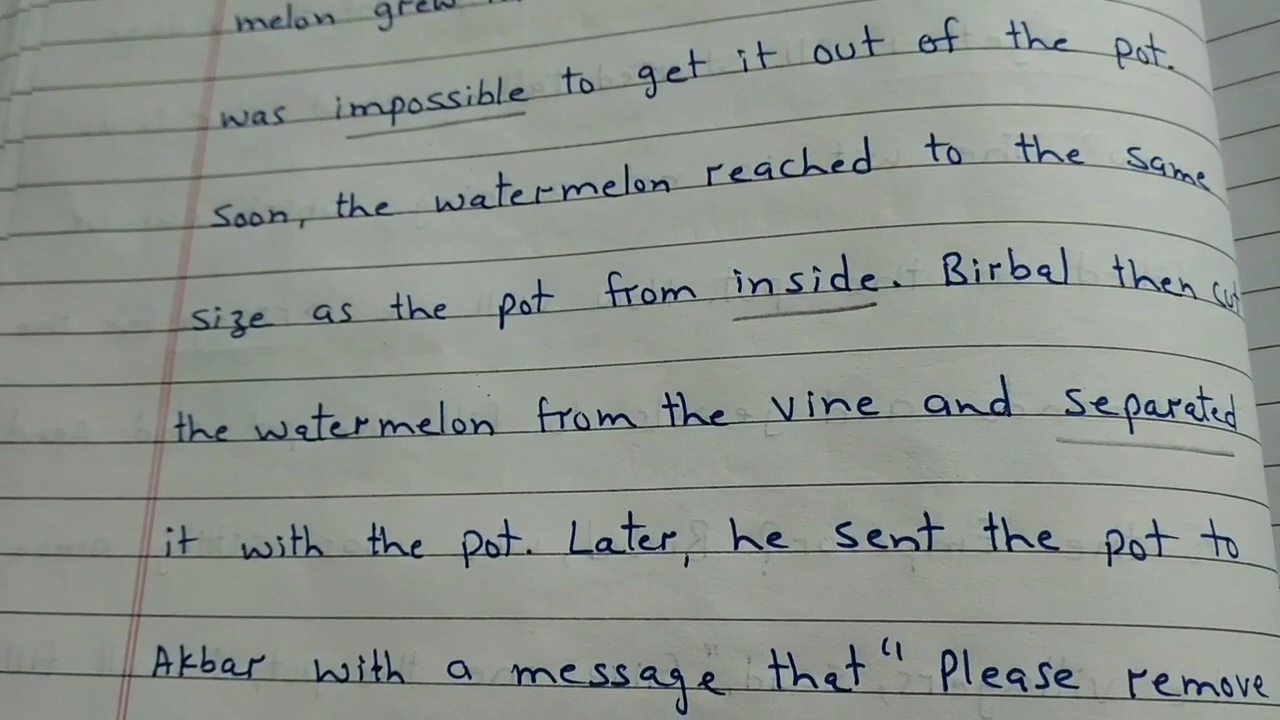 melon grew
was impossible to get it out of the pot.
Soon, the watermelon reached to the same
size as the pot from inside. Birbal then cut
the watermelon from the vine and separated
it with the pot. Later, he sent the pot to
Akbar with a message that " Please remove